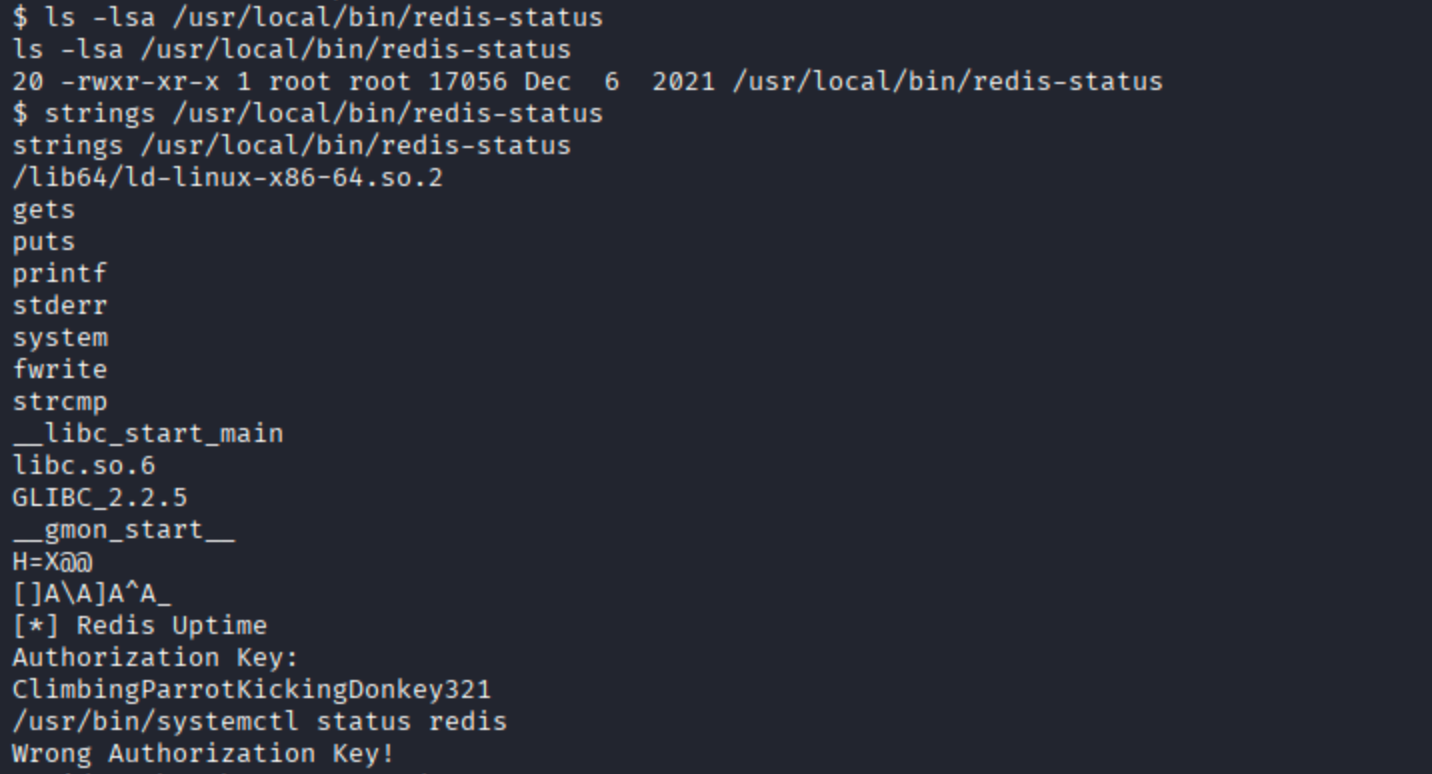 $ ls -lsa /usr/local/bin/redis-status
ls -lsa /usr/local/bin/redis-status
20 -rwxr-xr-x 1 root root 17056 Dec  6  2021 /usr/local/bin/redis-status
$ strings /usr/local/bin/redis-status
strings /usr/local/bin/redis-status
/lib64/ld-linux-x86-64.so.2
gets
puts
printf
stderr
system
fwrite
strcmp
__libc_start_main
libc.so.6
GLIBC_2.2.5
__gmon_start__
H=X@@
[]A\A]A^A_
[*] Redis Uptime
Authorization Key:
ClimbingParrotKickingDonkey321
/usr/bin/systemctl status redis
Wrong Authorization Key!